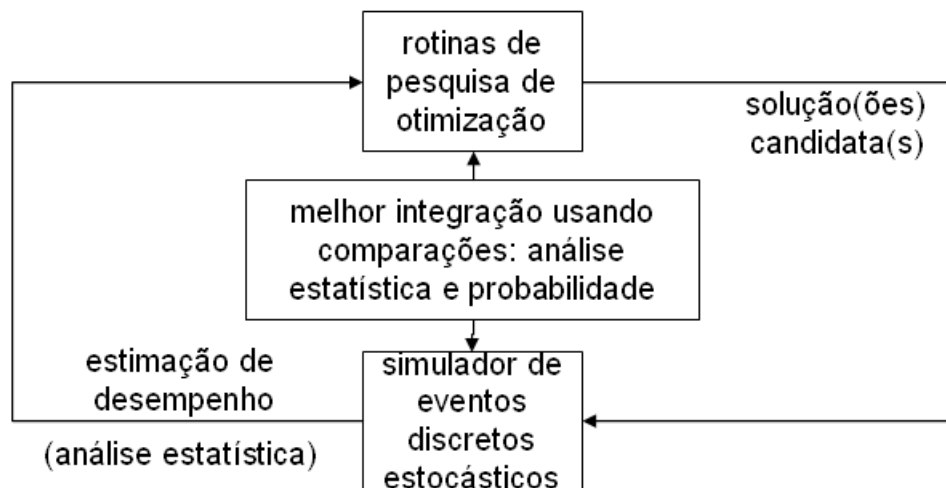 rotinas de
pesquisa de
otimização
solução(ões)
candidata(s)
melhor integração usando
comparações: análise
estatística e probabilidade
estimação de
desempenho
(análise estatística)
simulador de
eventos
discretos
estocásticos